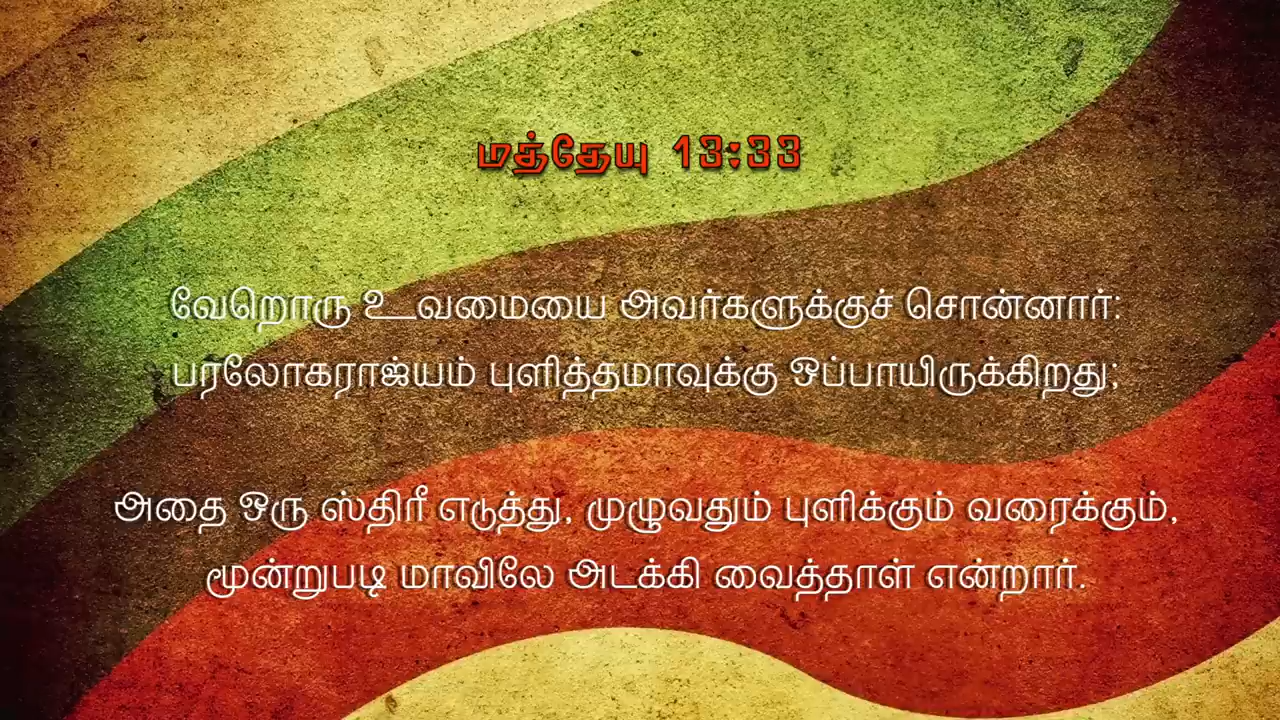 மத்தேயு 13:33
வேறொரு உவமையை அவர்களுக்குச் சொன்னார்:
பரலோகராஜ்யம் புளித்தமாவுக்கு ஒப்பாயிருக்கிறது;
அதை ஒரு ஸ்திரீ எடுத்து, முழுவதும் புளிக்கும் வரைக்கும்,
மூன்றுபடி மாவிலே அடக்கி வைத்தாள் என்றார்.